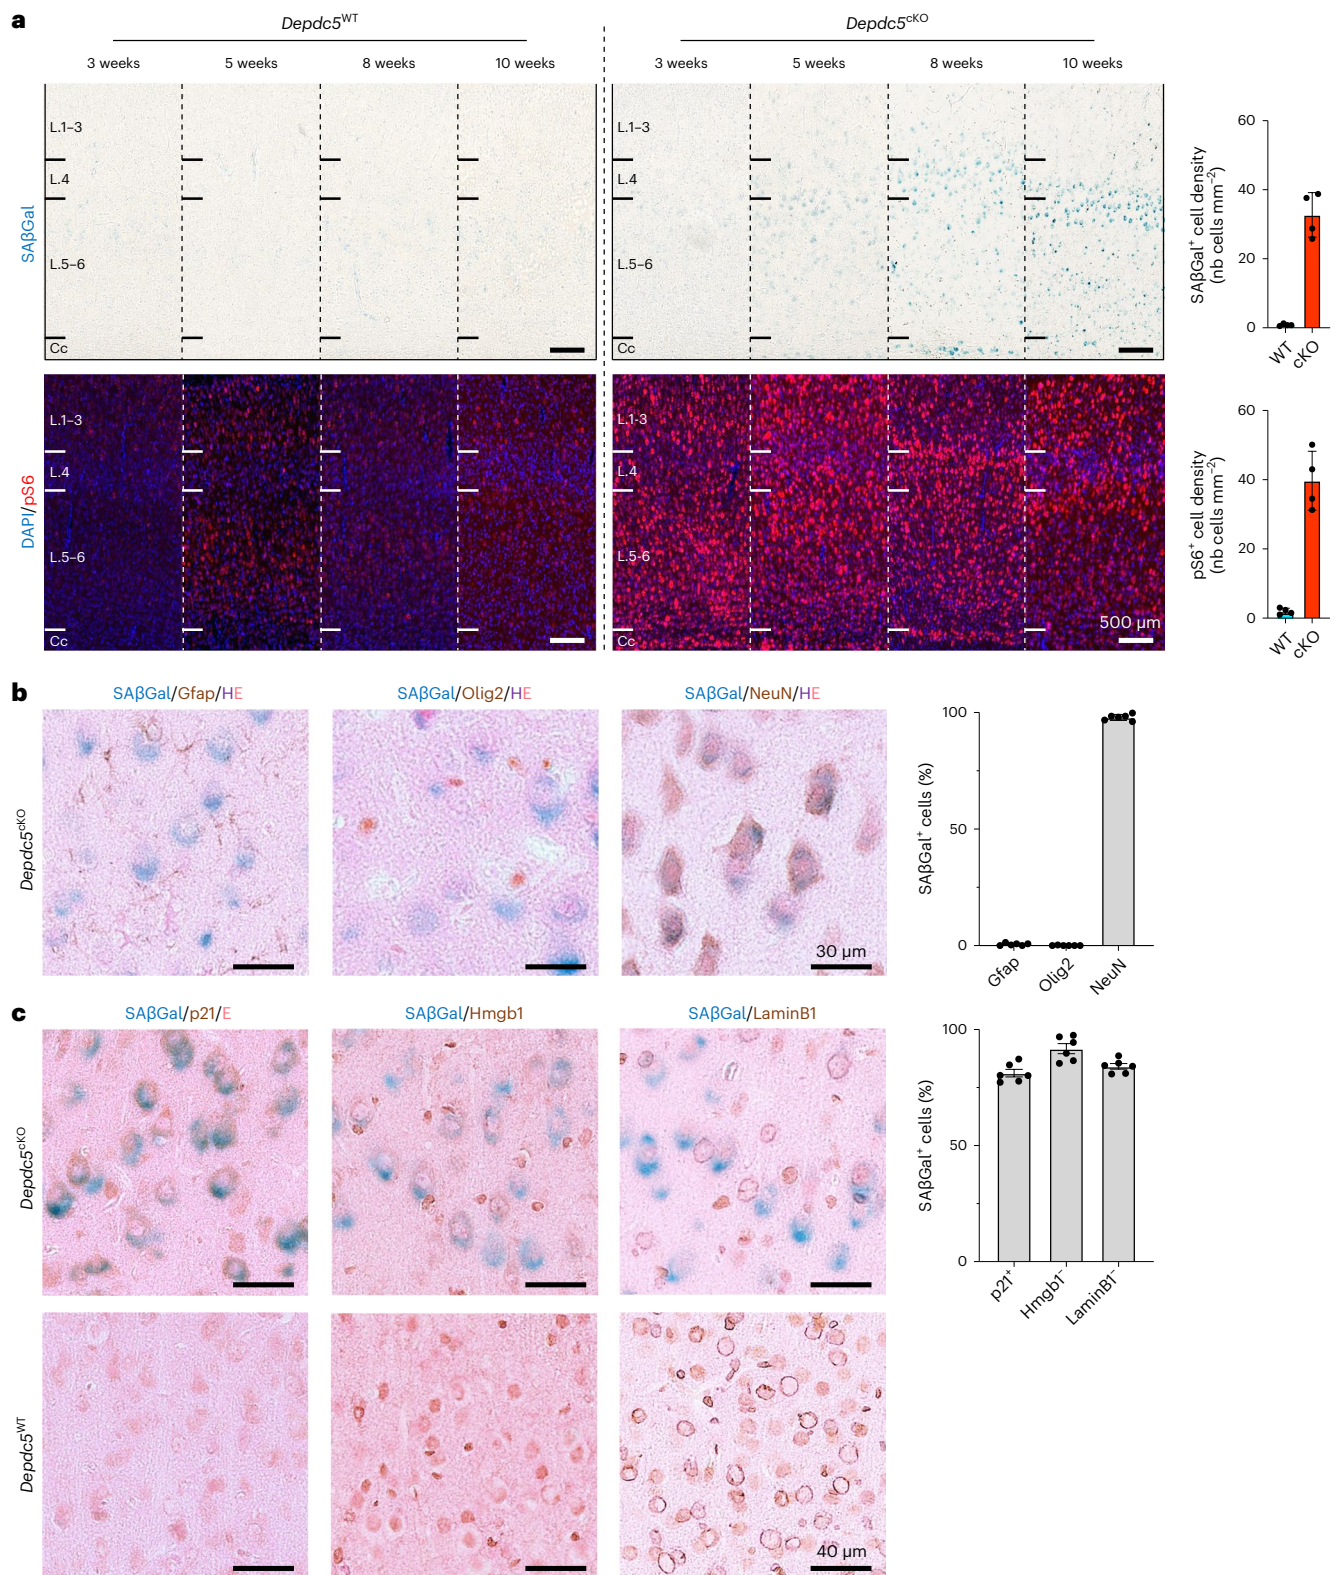 a
Depdc5WT
Depdc5cKO
3 weeks
5 weeks
8 weeks
10 weeks
3 weeks
5 weeks
8 weeks
10 weeks
SAβGal
L.1–3
L.4
L.5–6
Cc
L.1–3
L.4
L.5–6
Cc
SAβGal+ cell density
(nb cells mm−2)
60
40
20
0
WT
cKO
DAPI/pS6
L.1–3
L.4
L.5–6
Cc
L.1-3
L.4
L.5-6
Cc
500 μm
pS6+ cell density
(nb cells mm−2)
60
40
20
0
WT
cKO
b
SAβGal/Gfap/HE
SAβGal/Olig2/HE
SAβGal/NeuN/HE
Depdc5cKO
30 μm
SAβGal+ cells (%)
100
50
0
Gfap
Olig2
NeuN
c
SAβGal/p21/E
SAβGal/Hmgb1
SAβGal/LaminB1
Depdc5cKO
Depdc5WT
40 μm
SAβGal+ cells (%)
100
50
0
p21+
Hmgb1−
LaminB1−